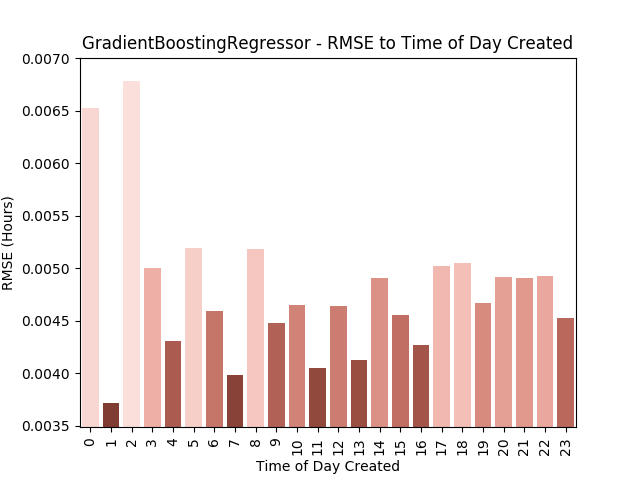 GradientBoostingRegressor - RMSE to Time of Day Created
0.0070
0.0065
0.0060
0.0055
0.0050
0.0045
0.0040
0.0035
RMSE (Hours)
0 1 2 3 4 5 6 7 8 9 10 11 12 13 14 15 16 17 18 19 20 21 22 23
Time of Day Created